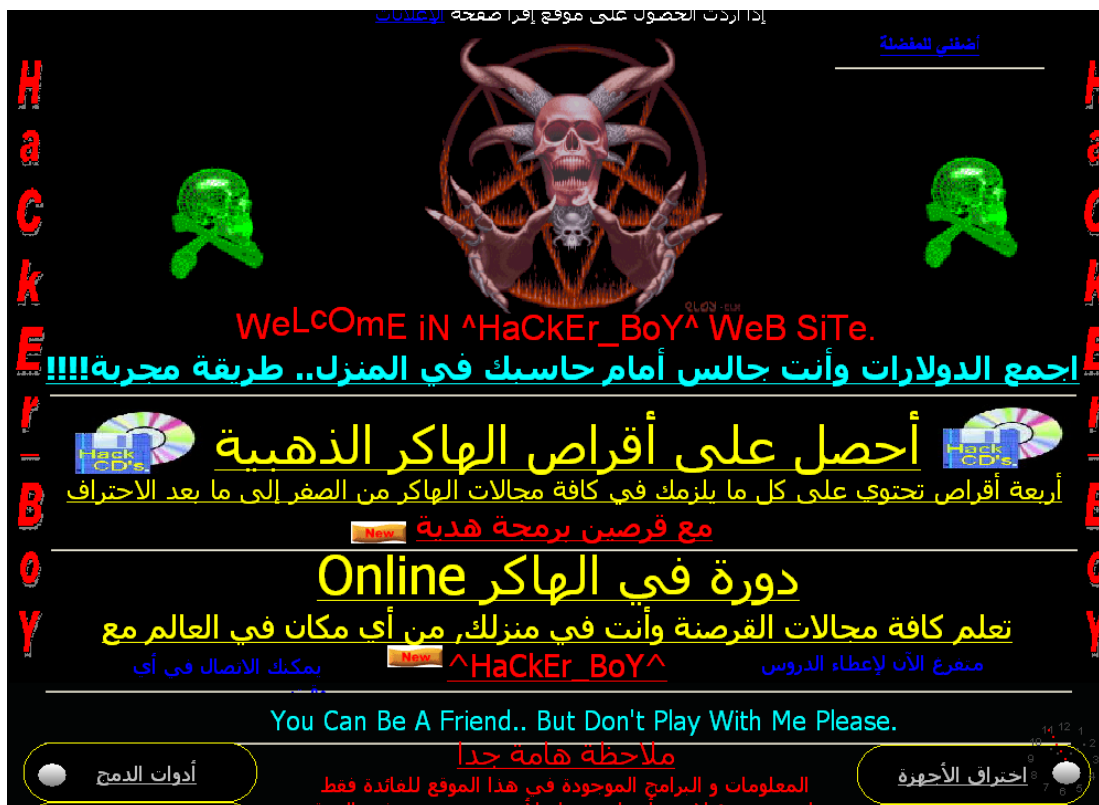 إذا أردت الحصول على موقع إقرأ صفحة الإعلانات
أضفني للمفضلة
HaCkEr_BoY
HaCkEr_BoY
WeLcOmE iN ^HaCkEr_BoY^ WeB SiTe.
اجمع الدولارات وأنت جالس أمام حاسبك في المنزل.. طريقة مجربة!!!!
أحصل على أقراص الهاكر الذهبية
Hack CD's.
Hack CD's.
أربعة أقراص تحتوي على كل ما يلزمك في كافة مجالات الهاكر من الصفر إلى ما بعد الاحتراف
مع قرصين برمجة هدية
New
دورة في الهاكر Online
تعلم كافة مجالات القرصنة وأنت في منزلك, من أي مكان في العالم مع
^HaCkEr_BoY^
New
متفرغ الآن لإعطاء الدروس
يمكنك الاتصال في أي
You Can Be A Friend.. But Don't Play With Me Please.
ملاحظة هامة جدا
المعلومات و البرامج الموجودة في هذا الموقع للفائدة فقط
اختراق الأجهزة
أدوات الدمج